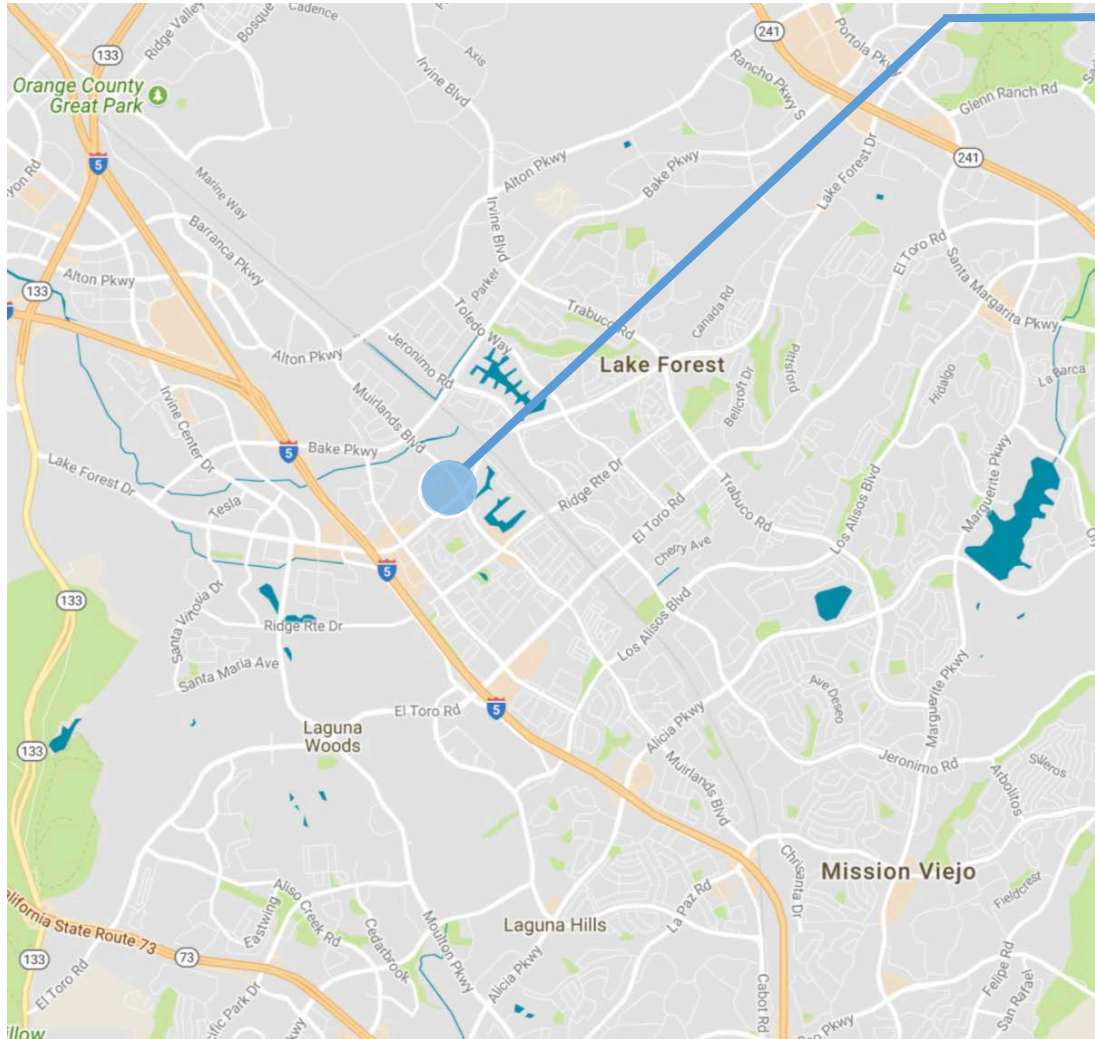 Cadence
Ridge Valley
Bosque
133
Axis
241
Portola Pkwy
Rancho Pkwy S
Orange County
Great Park
Irvine Blvd
Glenn Ranch Rd
5
Marine Way
Alton Pkwy
Bake Pkwy
Lake Forest Dr
241
Barranca Pkwy
Irvine Blvd
El Toro Rd
Alton Pkwy
133
Parker
Santa Margarita Pkwy
Toledo Way
Trabuco Rd
Canada Rd
Alton Pkwy
Jeronimo Rd
Lake Forest
Pittsford
La Barca
Hidalgo
Bellcroft Dr
Muirlands Blvd
Irvine Center Dr
Bake Pkwy
5
Lake Forest Dr
Tesla
Ridge Rte Dr
Marguerite Pkwy
Trabuco Rd
Los Alisos Blvd
El Toro Rd
Cherry Ave
5
133
Ridge Rte Dr
Los Alisos Blvd
Santa Maria Ave
Ave Deseo
Marguerite Pkwy
El Toro Rd
5
Alicia Pkwy
Laguna
Woods
133
Jeronimo Rd
Muirlands Blvd
Arbolitos
Mission Viejo
Chrisanta Dr
La Paz Rd
Fieldcrest
Laguna Hills
Aliso Creek Rd
Eastwing
Cedarbrook
Moulton Pkwy
California State Route 73
73
133
El Toro Rd
Alicia Pkwy
Cabot Rd
Felipe Rd
San Rafael